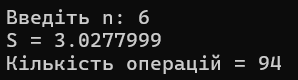 Введіть n: 6
S = 3.0277999
Кількість операцій = 94